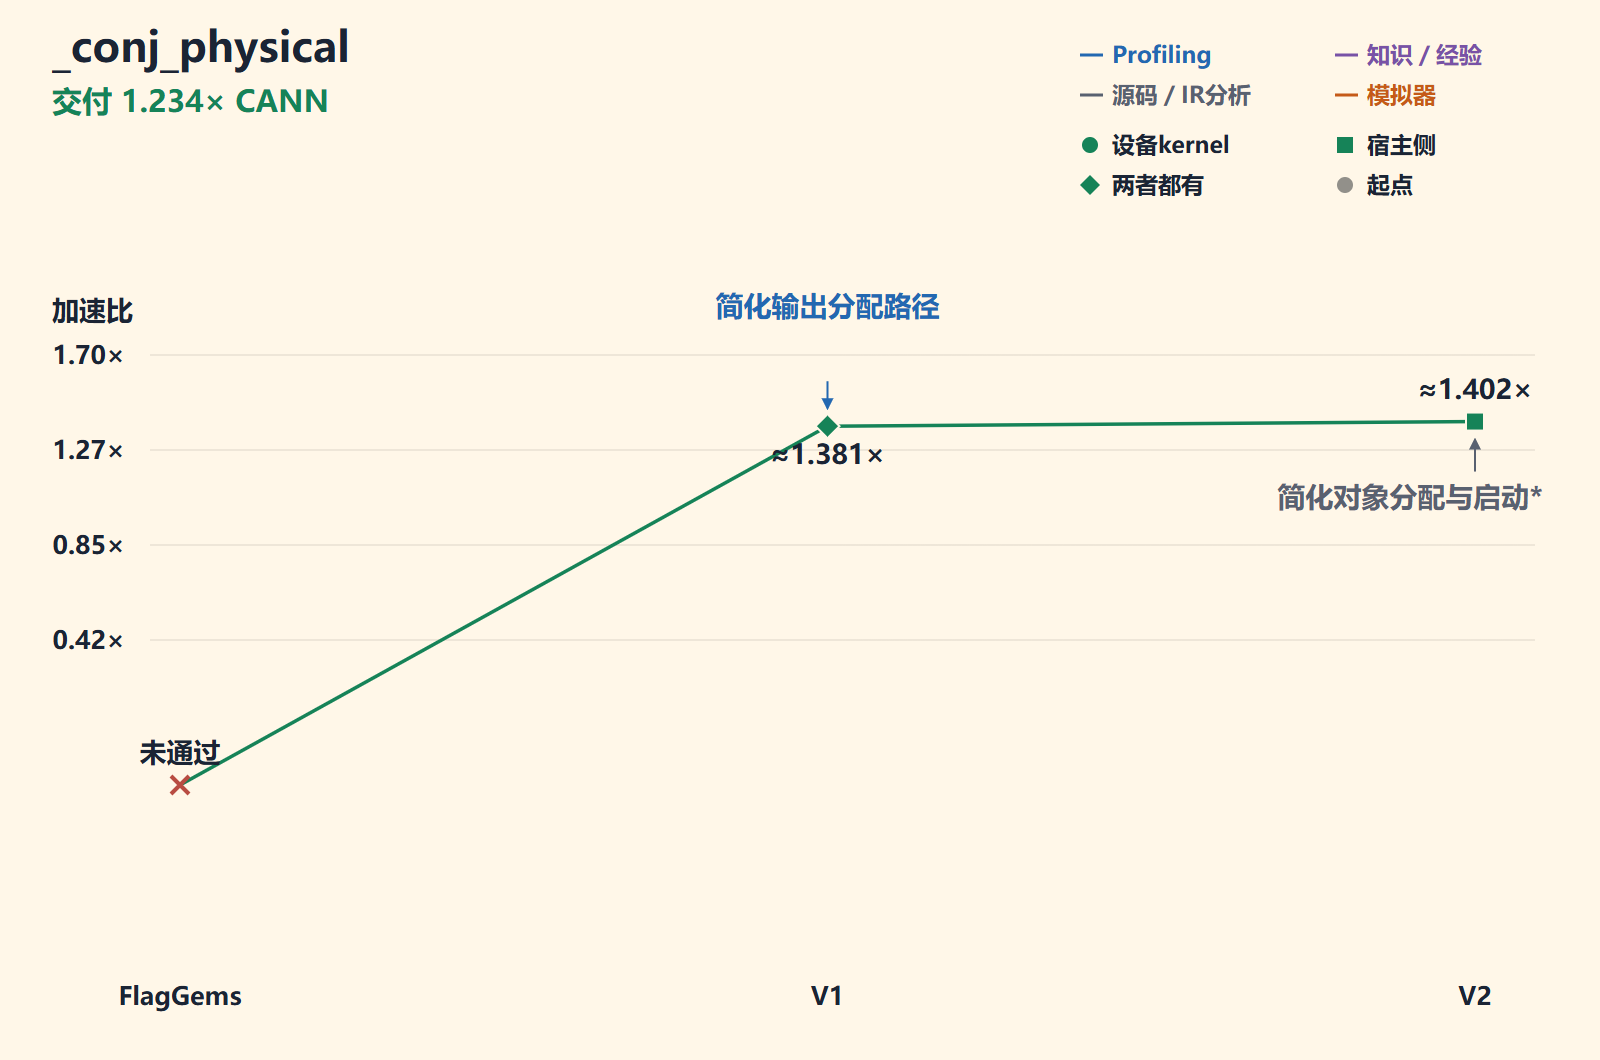 _conj_physical
交付 1.234× CANN
Profiling
知识 / 经验
源码 / IR分析
模拟器
设备kernel
宿主侧
两者都有
起点
加速比
简化输出分配路径
1.70×
≈1.402×
≈1.381×
1.27×
简化对象分配与启动*
0.85×
0.42×
未通过
FlagGems
V1
V2